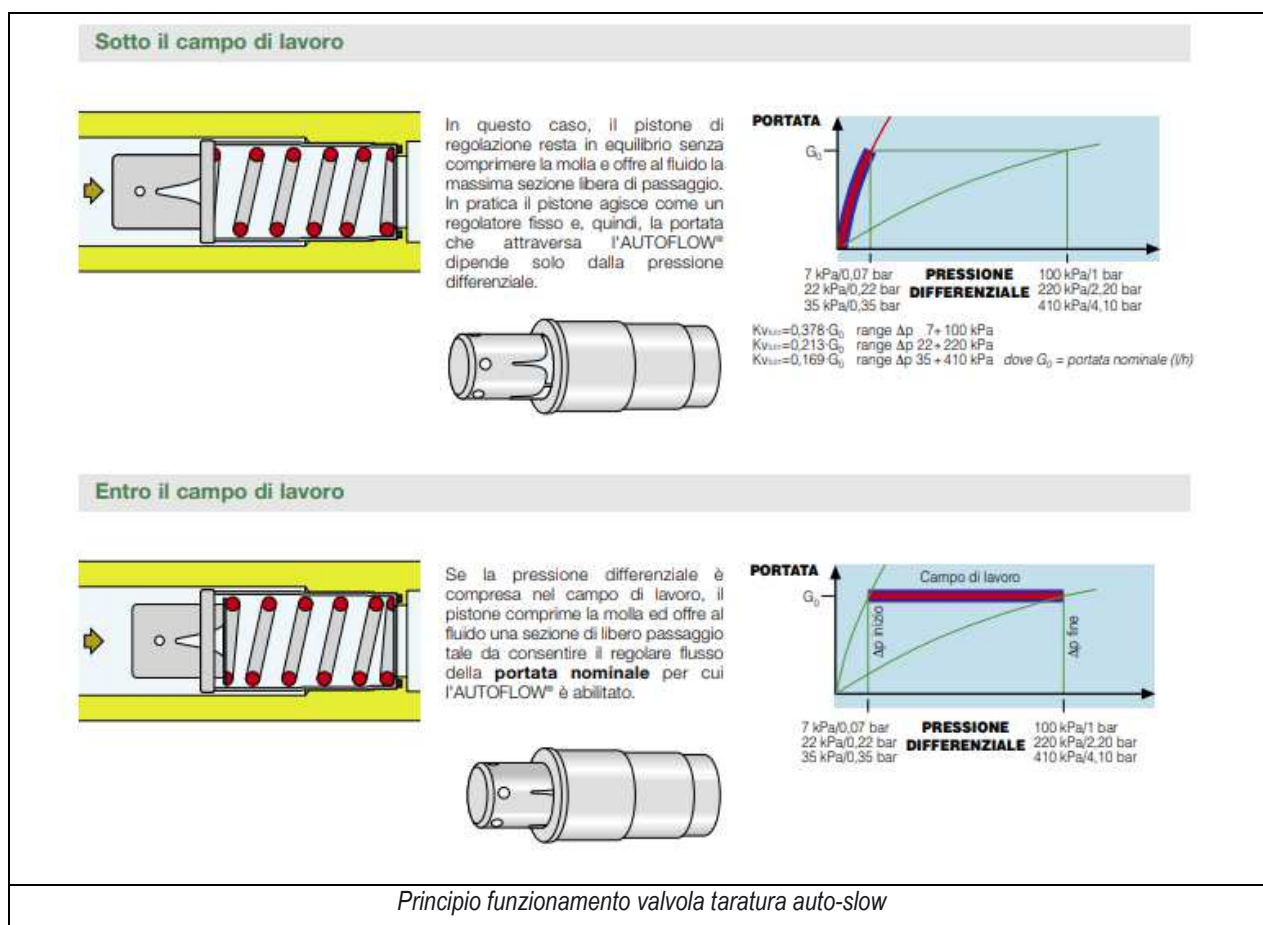 Sotto il campo di lavoro
In questo caso, il pistone di
regolazione resta in equilibrio senza
comprimere la molla e offre al fluido la
massima sezione libera di passaggio.
In pratica il pistone agisce come un
regolatore fisso e, quindi, la portata
che attraversa l'AUTOFLOW®
dipende solo dalla pressione
differenziale.
PORTATA
G₀
7 kPa/0,07 bar PRESSIONE 100 kPa/1 bar
22 kPa/0,22 bar DIFFERENZIALE 220 kPa/2,20 bar
35 kPa/0,35 bar 410 kPa/4,10 bar
=0,378·G₀ range Δp 7÷100 kPa
=0,213·G₀ range Δp 22÷220 kPa
=0,169·G₀ range Δp 35÷410 kPa dove G₀ = portata nominale (l/h)
Entro il campo di lavoro
Se la pressione differenziale è
compresa nel campo di lavoro, il
pistone comprime la molla ed offre al
fluido una sezione di libero passaggio
tale da consentire il regolare flusso
della portata nominale per cui
l'AUTOFLOW® è abilitato.
PORTATA
Campo di lavoro
G₀
Δp inizio
Δp fine
7 kPa/0,07 bar PRESSIONE 100 kPa/1 bar
22 kPa/0,22 bar DIFFERENZIALE 220 kPa/2,20 bar
35 kPa/0,35 bar 410 kPa/4,10 bar
Principio funzionamento valvola taratura auto-slow